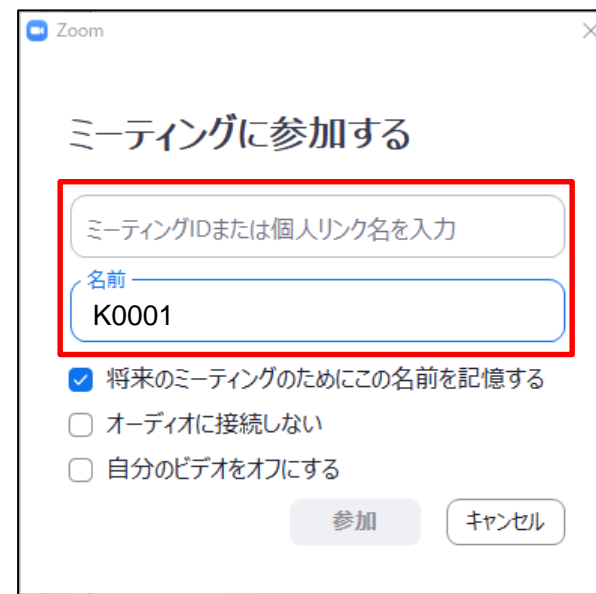 Zoom
ミーティングに参加する
ミーティングIDまたは個人リンク名を入力
名前
K0001
将来のミーティングのためにこの名前を記憶する
オーディオに接続しない
自分のビデオをオフにする
参加 キャンセル